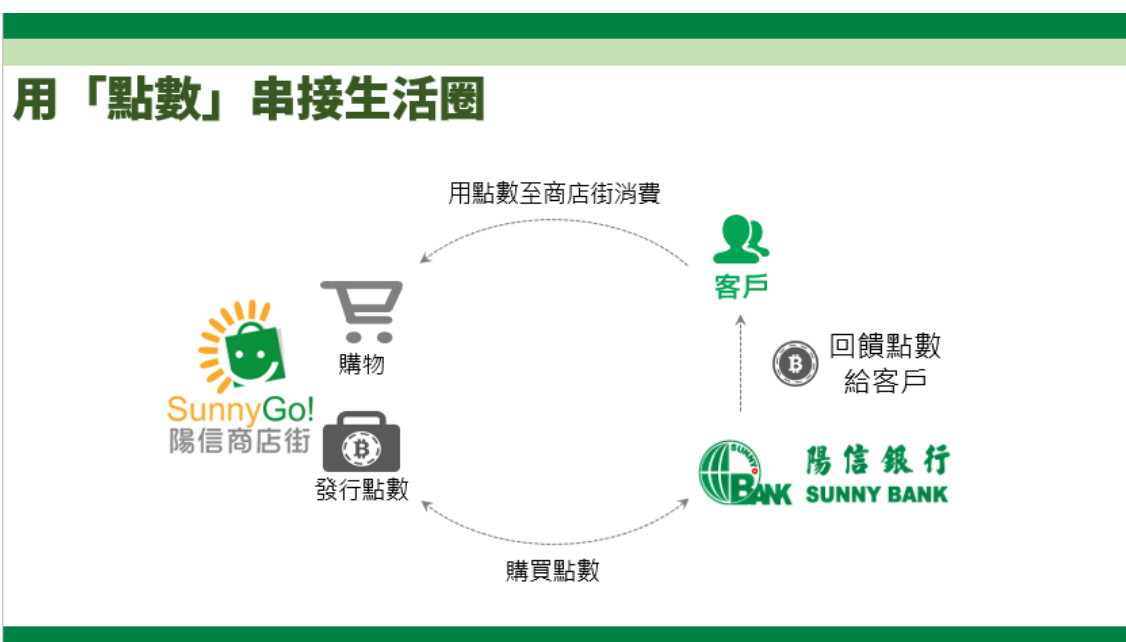 用「點數」串接生活圈
用點數至商店街消費
客戶
購物
回饋點數
給客戶
SunnyGo!
陽信商店街
發行點數
SUNNY
BANK
陽信銀行
SUNNY BANK
購買點數